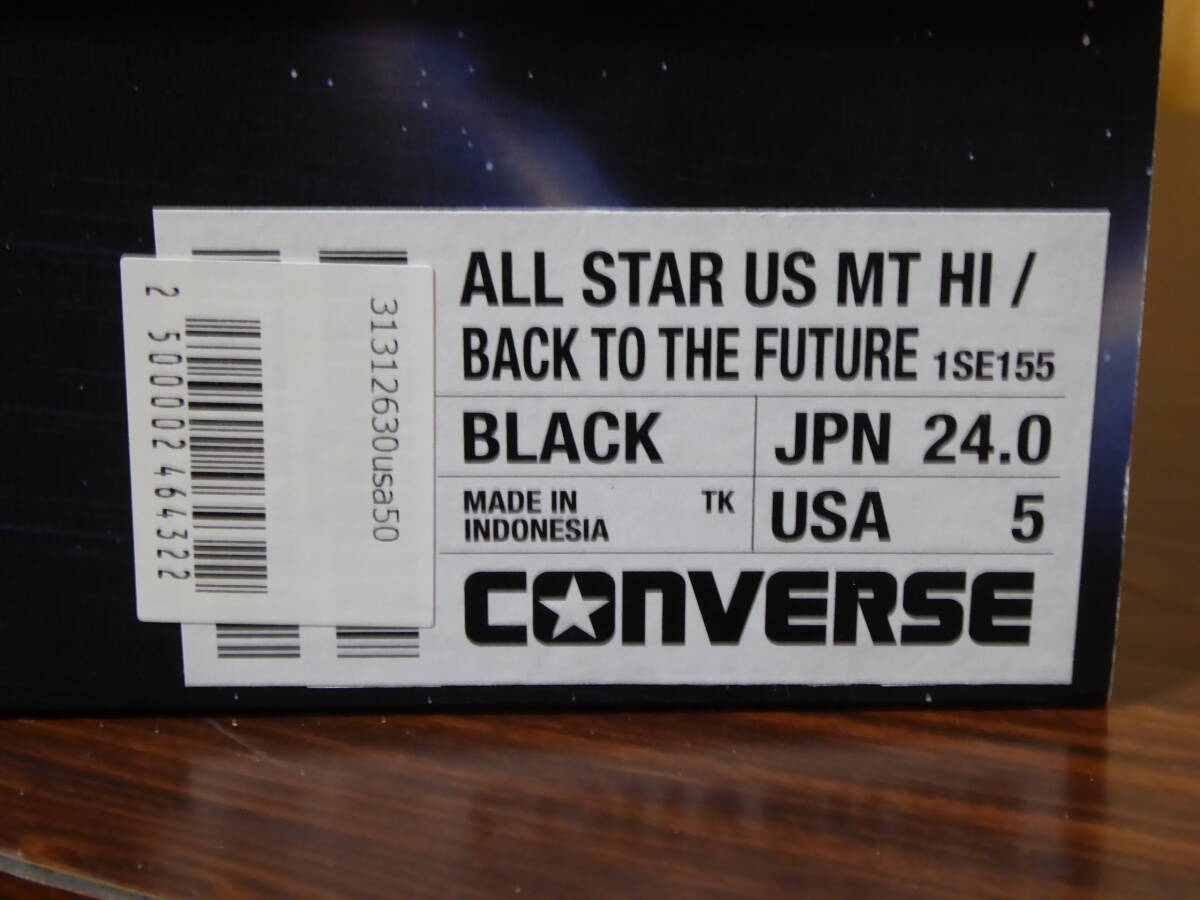 ALL STAR US MT HI /
BACK TO THE FUTURE 1SE155
BLACK JPN 24.0
MADE IN INDONESIA TK USA 5
CONVERSE
31312630usa50
2 500002 464322